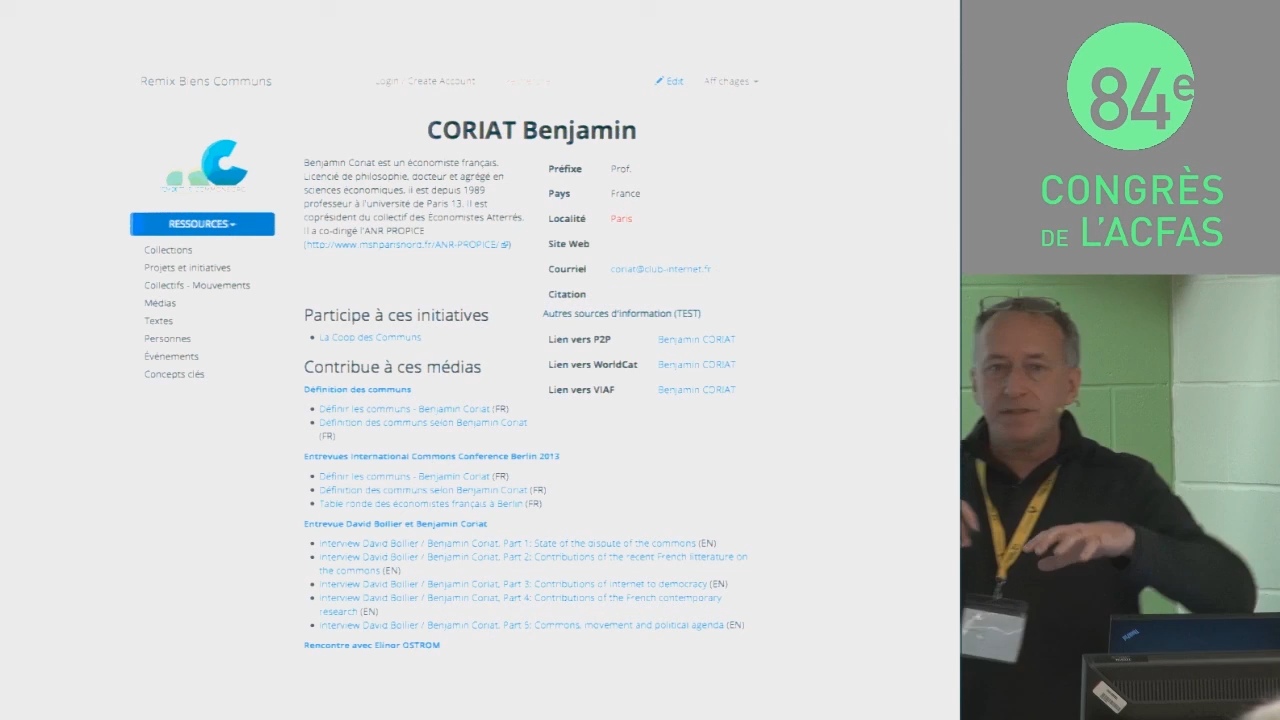 Remix Biens Communs
Login - Create Account
Edit
Affichages
CORIAT Benjamin
RESSOURCES
Collections
Projets et initiatives
Collectifs - Mouvements
Médias
Textes
Personnes
Événements
Concepts clés
Benjamin Coriat est un économiste français.
Licencié de philosophie, docteur et agrégé en
sciences économiques, il est depuis 1989
professeur à l'université de Paris 13. Il est
coprésident du collectif des Economistes Atterrés.
Il a co-dirigé l'ANR PROPICE
(http://www.mshparisnord.fr/ANR-PROPICE/)
Préfixe Prof.
Pays France
Localité Paris
Site Web
Courriel coriat@club-internet.fr
Citation
Autres sources d'information (TEST)
Lien vers P2P Benjamin CORIAT
Lien vers WorldCat Benjamin CORIAT
Lien vers VIAF Benjamin CORIAT
Participe à ces initiatives
La Coop des Communs
Contribue à ces médias
Définition des communs
Définir les communs - Benjamin Coriat (FR)
Définition des communs selon Benjamin Coriat
(FR)
Entrevues International Commons Conference Berlin 2013
Définir les communs - Benjamin Coriat (FR)
Définition des communs selon Benjamin Coriat (FR)
Table ronde des économistes français à Berlin (FR)
Entrevue David Bollier et Benjamin Coriat
Interview David Bollier / Benjamin Coriat, Part 1: State of the dispute of the commons (EN)
Interview David Bollier / Benjamin Coriat, Part 2: Contributions of the recent French litterature on
the commons (EN)
Interview David Bollier / Benjamin Coriat, Part 3: Contributions of Internet to democracy (EN)
Interview David Bollier / Benjamin Coriat, Part 4: Contributions of the French contemporary
research (EN)
Interview David Bollier / Benjamin Coriat, Part 5: Commons, movement and political agenda (EN)
Rencontre avec Elinor OSTROM
84e
CONGRÈS
DE L'ACFAS